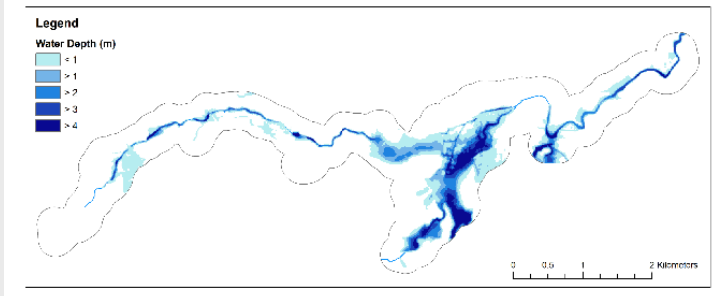 Legend
Water Depth (m)
< 1
> 1
> 2
> 3
> 4
0 0.5 1 2 Kilometers